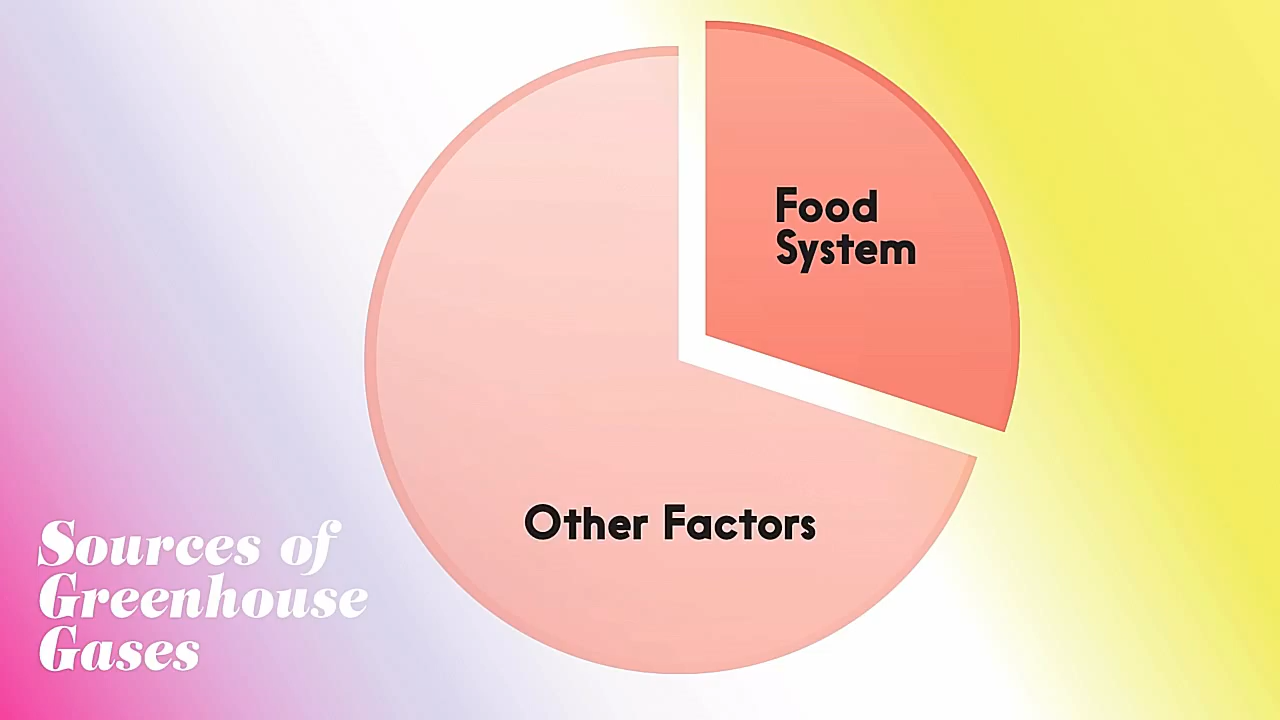 Food
System
Other Factors
Sources of
Greenhouse
Gases